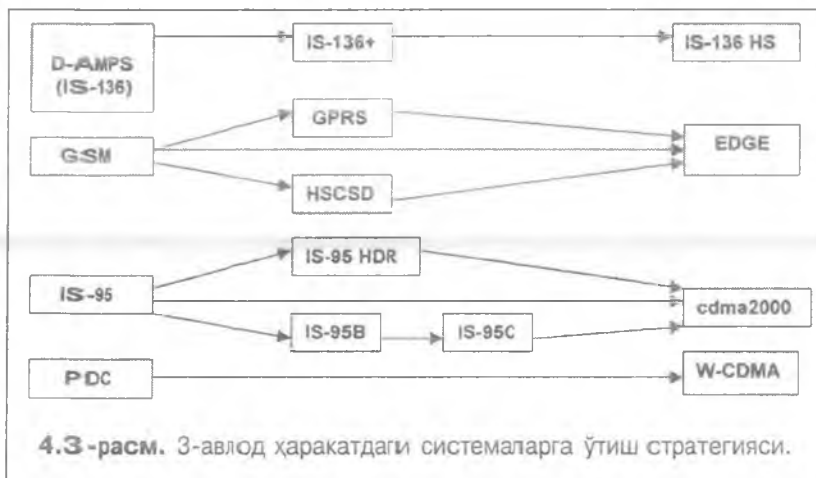 D-AMPS
(IS-136)
IS-136+
IS-136 HS
GSM
GPRS
EDGE
HSCSD
IS-95 HDR
IS-95
cdma2000
IS-95B
IS-95C
PDC
W-CDMA
4.3-расм. 3-авлод ҳаракатдаги системаларга ўтиш стратегияси.